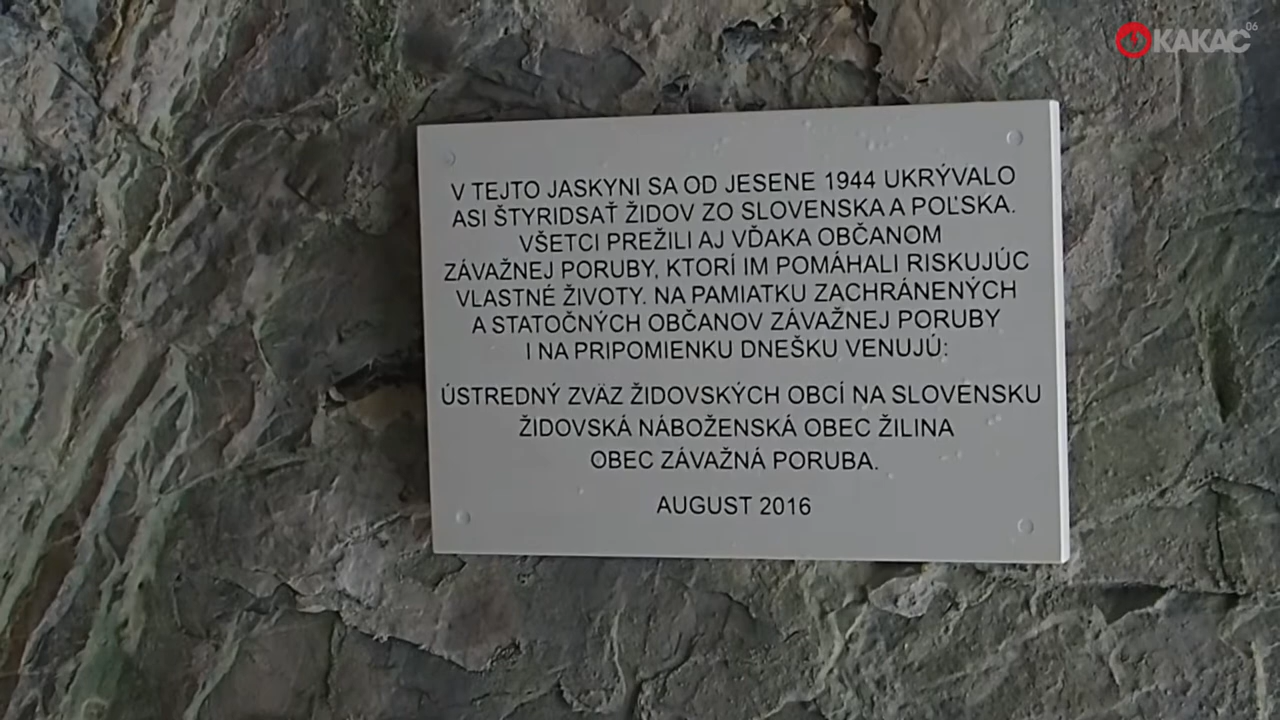 KAKAC 06
V TEJTO JASKYNI SA OD JESENE 1944 UKRÝVALO
ASI ŠTYRIDSAŤ ŽIDOV ZO SLOVENSKA A POĽSKA.
VŠETCI PREŽILI AJ VĎAKA OBČANOM
ZÁVAŽNEJ PORUBY, KTORÍ IM POMÁHALI RISKUJÚC
VLASTNÉ ŽIVOTY. NA PAMIATKU ZACHRÁNENÝCH
A STATOČNÝCH OBČANOV ZÁVAŽNEJ PORUBY
I NA PRIPOMIENKU DNEŠKU VENUJÚ:
ÚSTREDNÝ ZVÄZ ŽIDOVSKÝCH OBCÍ NA SLOVENSKU
ŽIDOVSKÁ NÁBOŽENSKÁ OBEC ŽILINA
OBEC ZÁVAŽNÁ PORUBA.
AUGUST 2016